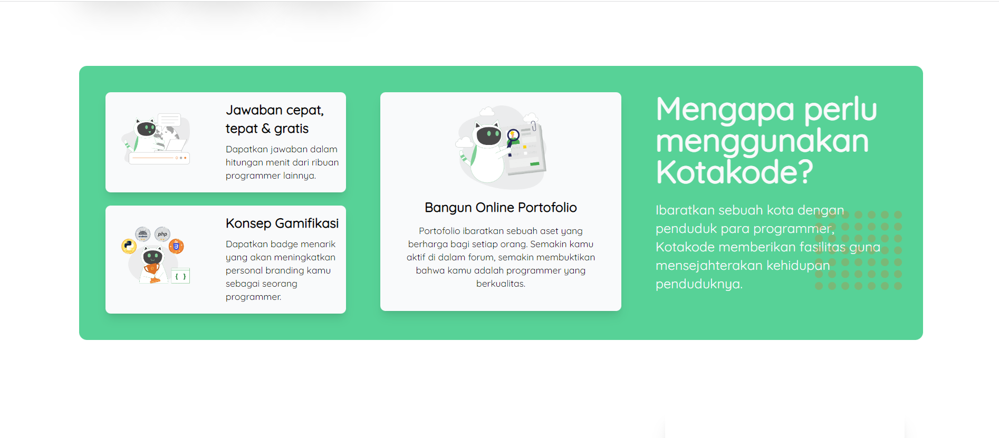 Jawaban cepat,
tepat & gratis
Dapatkan jawaban dalam
hitungan menit dari ribuan
programmer lainnya.
android
php
3
{ }
Konsep Gamifikasi
Dapatkan badge menarik
yang akan meningkatkan
personal branding kamu
sebagai seorang
programmer.
Bangun Online Portofolio
Portofolio ibaratkan sebuah aset yang
berharga bagi setiap orang. Semakin kamu
aktif di dalam forum, semakin membuktikan
bahwa kamu adalah programmer yang
berkualitas.
Mengapa perlu
menggunakan
Kotakode?
Ibaratkan sebuah kota dengan
penduduk para programmer,
Kotakode memberikan fasilitas guna
mensejahterakan kehidupan
penduduknya.